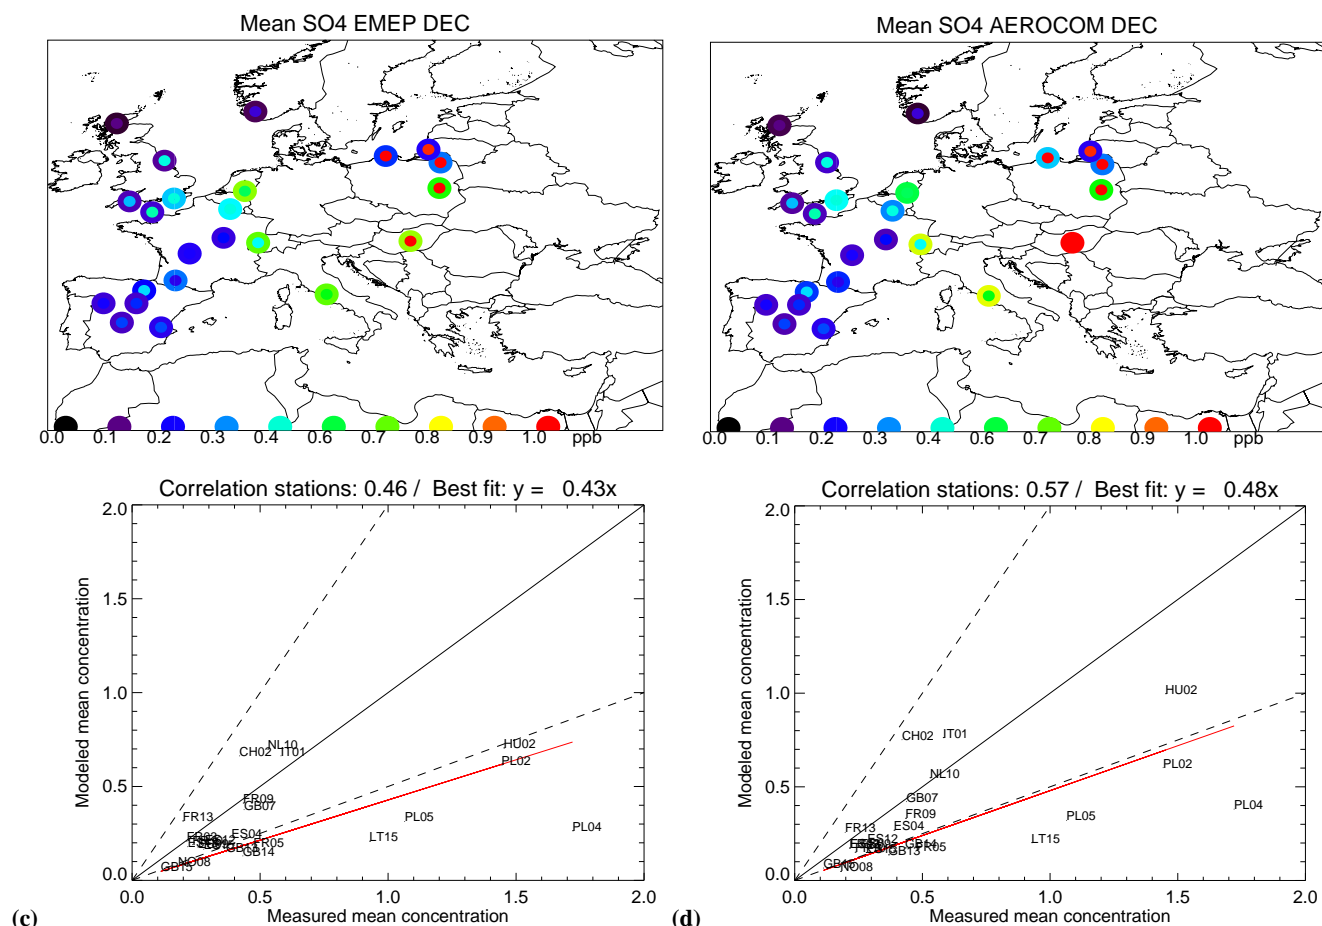 Mean SO4 EMEP DEC
0.0 0.1 0.2 0.3 0.4 0.6 0.7 0.8 0.9 1.0 ppb
Correlation stations: 0.46 / Best fit: y = 0.43x
2.0
1.5
1.0
0.5
0.0
Modeled mean concentration
NL10
CH02 IT01
HU02
PL02
FR09
GB07
FR13
PL05
PL04
ES04
LT15
FR05
GB13
GB14
NO08
GB15
0.0 0.5 1.0 1.5 2.0
Measured mean concentration
(c)
Mean SO4 AEROCOM DEC
0.0 0.1 0.2 0.3 0.4 0.6 0.7 0.8 0.9 1.0 ppb
Correlation stations: 0.57 / Best fit: y = 0.48x
2.0
1.5
1.0
0.5
0.0
Modeled mean concentration
HU02
CH02 IT01
PL02
NL10
GB07
PL04
FR09
PL05
FR13
ES04
LT15
ES12
GB14
FR05
GB13
GB15
NO08
0.0 0.5 1.0 1.5 2.0
Measured mean concentration
(d)